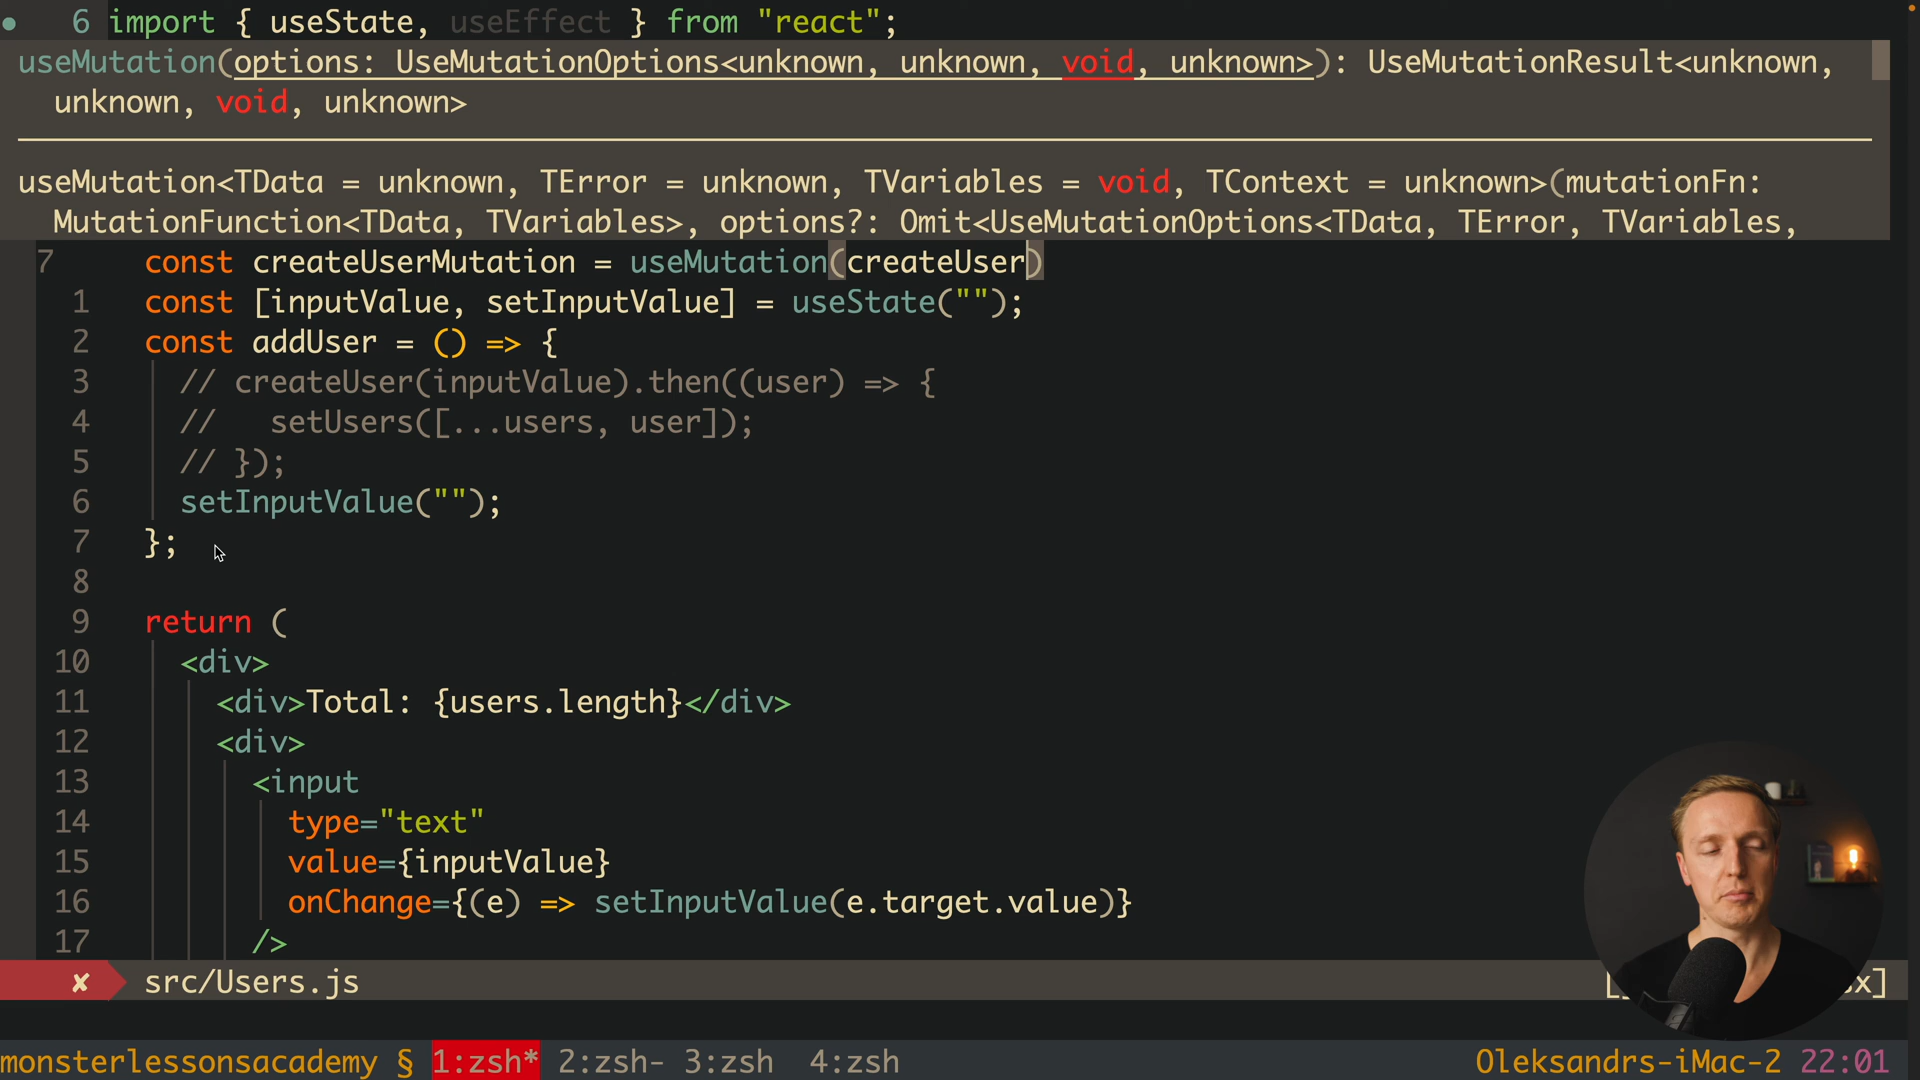 6 import { useState, useEffect } from "react";
useMutation(options: UseMutationOptions<unknown, unknown, void, unknown>): UseMutationResult<unknown,
unknown, void, unknown>
useMutation<TData = unknown, TError = unknown, TVariables = void, TContext = unknown>(mutationFn:
MutationFunction<TData, TVariables>, options?: Omit<UseMutationOptions<TData, TError, TVariables,
7 const createUserMutation = useMutation(createUser)
1 const [inputValue, setInputValue] = useState("");
2 const addUser = () => {
3 // createUser(inputValue).then((user) => {
4 //   setUsers([...users, user]);
5 // });
6 setInputValue("");
7 };
8
9 return (
10 <div>
11 <div>Total: {users.length}</div>
12 <div>
13 <input
14 type="text"
15 value={inputValue}
16 onChange={(e) => setInputValue(e.target.value)}
17 />
✘ src/Users.js
monsterlessonsacademy § 1:zsh* 2:zsh- 3:zsh 4:zsh Oleksandrs-iMac-2 22:01